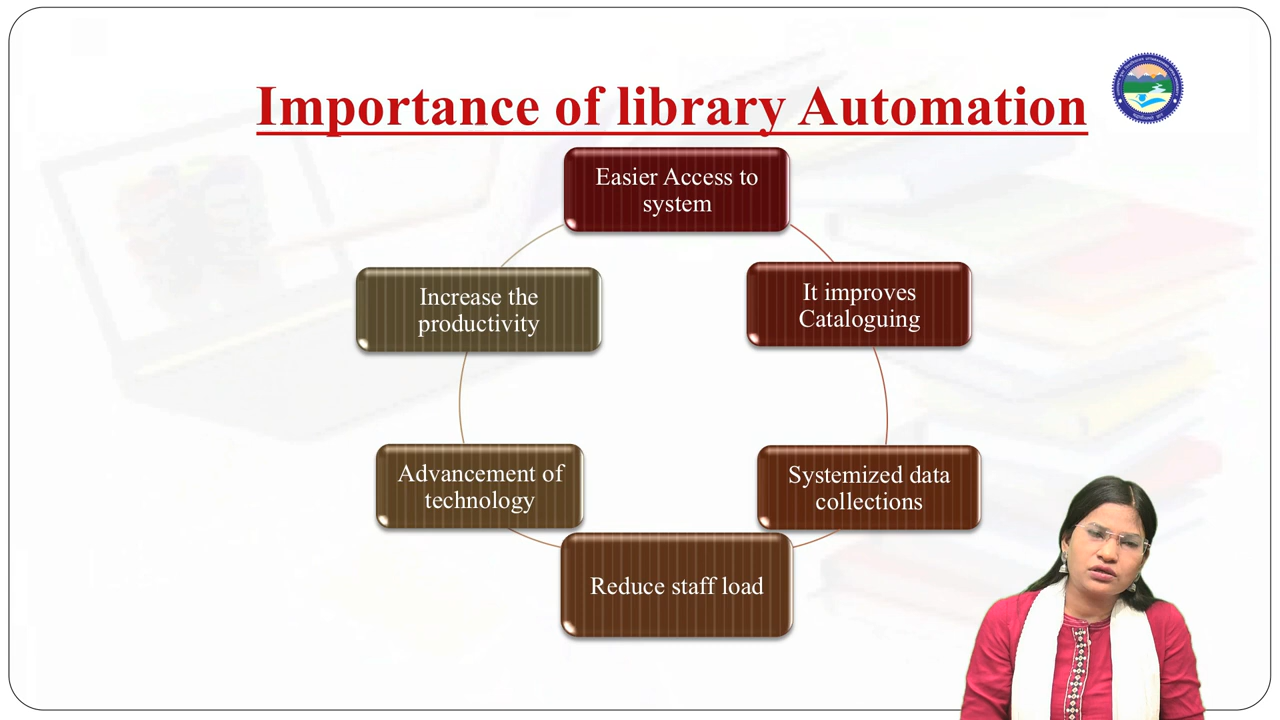 Importance of library Automation
Easier Access to
system
It improves
Cataloguing
Systemized data
collections
Reduce staff load
Advancement of
technology
Increase the
productivity